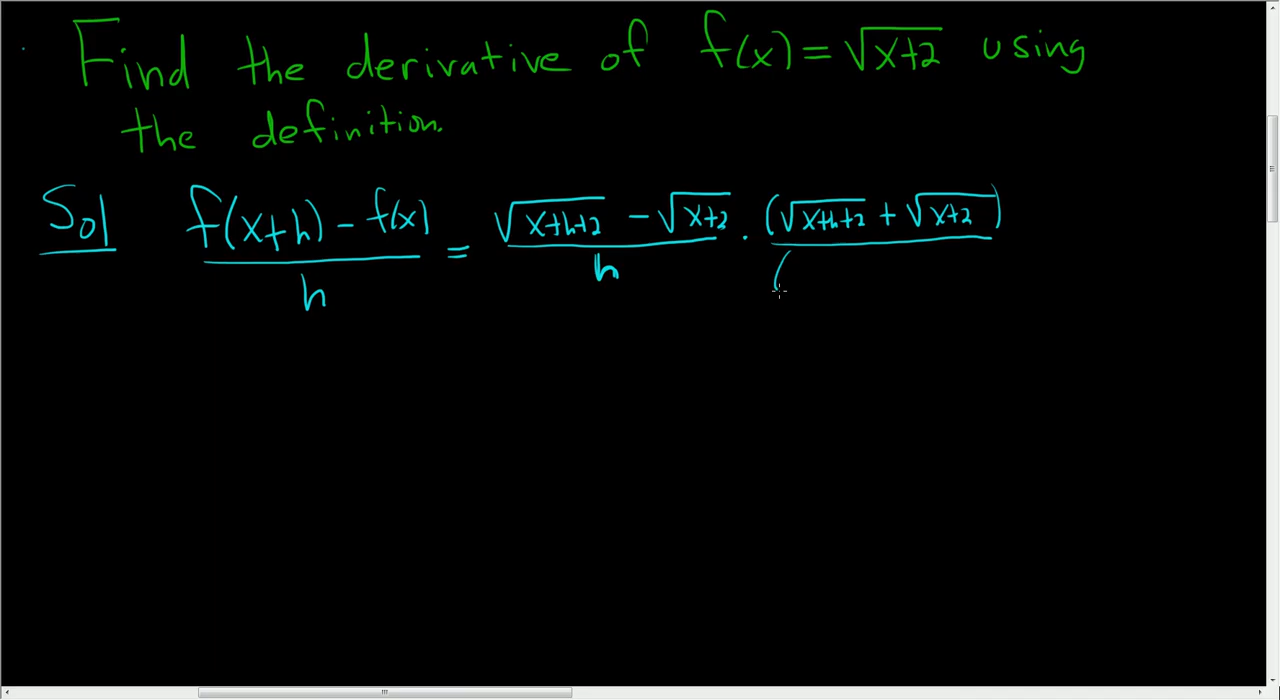 Find the derivative of f(x) = √(x+2) using
the definition.
Sol f(x+h) - f(x) / h = √(x+h+2) - √(x+2) / h · (√(x+h+2) + √(x+2)) / (